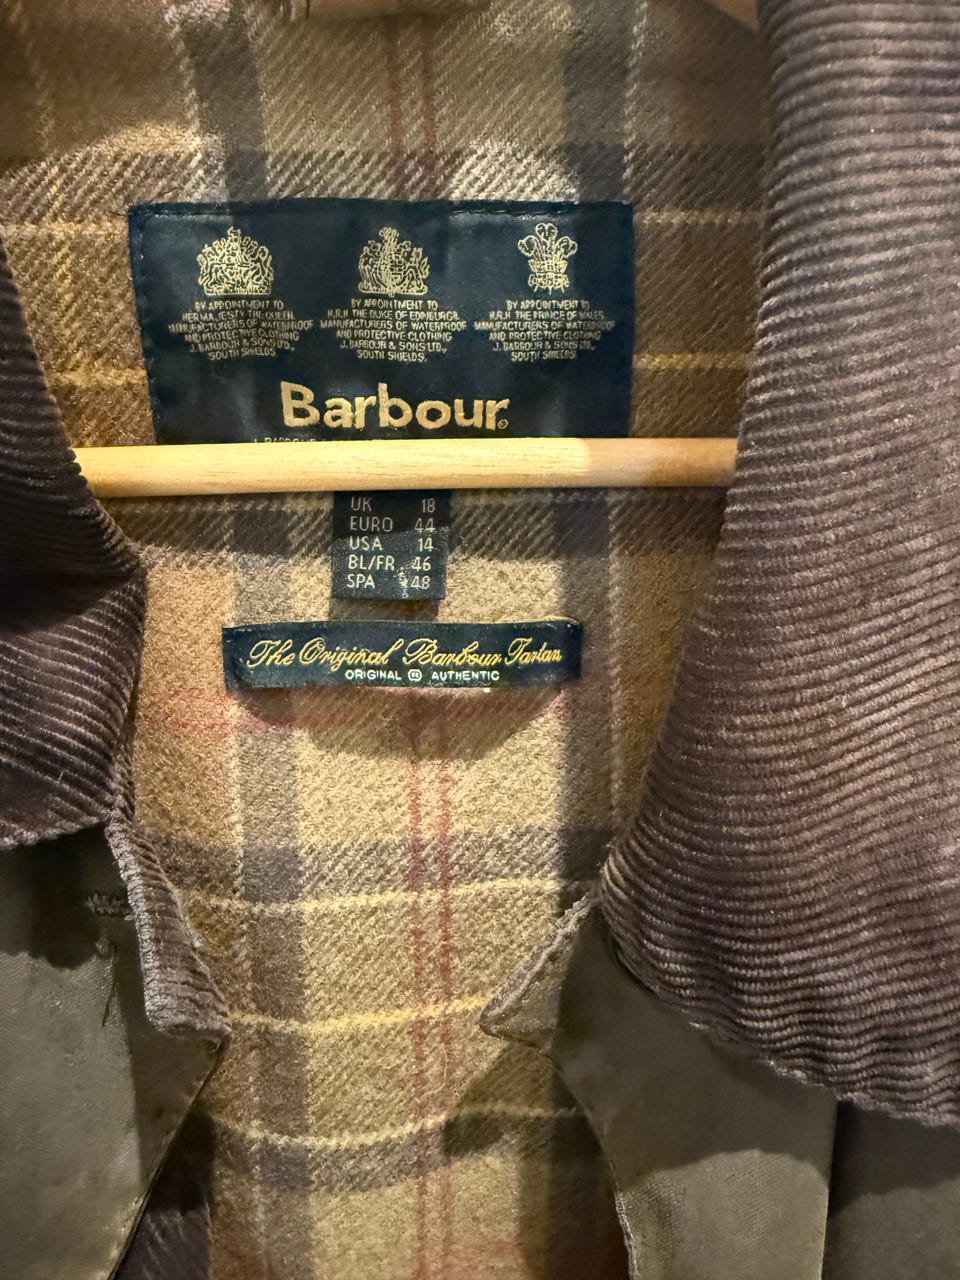 BY APPOINTMENT TO
HER MAJESTY THE QUEEN
MANUFACTURERS OF WATERPROOF
AND PROTECTIVE CLOTHING
J. BARBOUR & SONS LTD.,
SOUTH SHIELDS.
BY APPOINTMENT TO
H.R.H THE DUKE OF EDINBURGH.
MANUFACTURERS OF WATERPROOF
AND PROTECTIVE CLOTHING
J. BARBOUR & SONS LTD.,
SOUTH SHIELDS.
BY APPOINTMENT TO
H.R.H. THE PRINCE OF WALES.
MANUFACTURERS OF WATERPROOF
AND PROTECTIVE CLOTHING
J. BARBOUR & SONS LTD.,
SOUTH SHIELDS.
Barbour®
J. BARBOUR
UK 18
EURO 44
USA 14
BL/FR 46
SPA 48
The Original Barbour Tartan
ORIGINAL AUTHENTIC